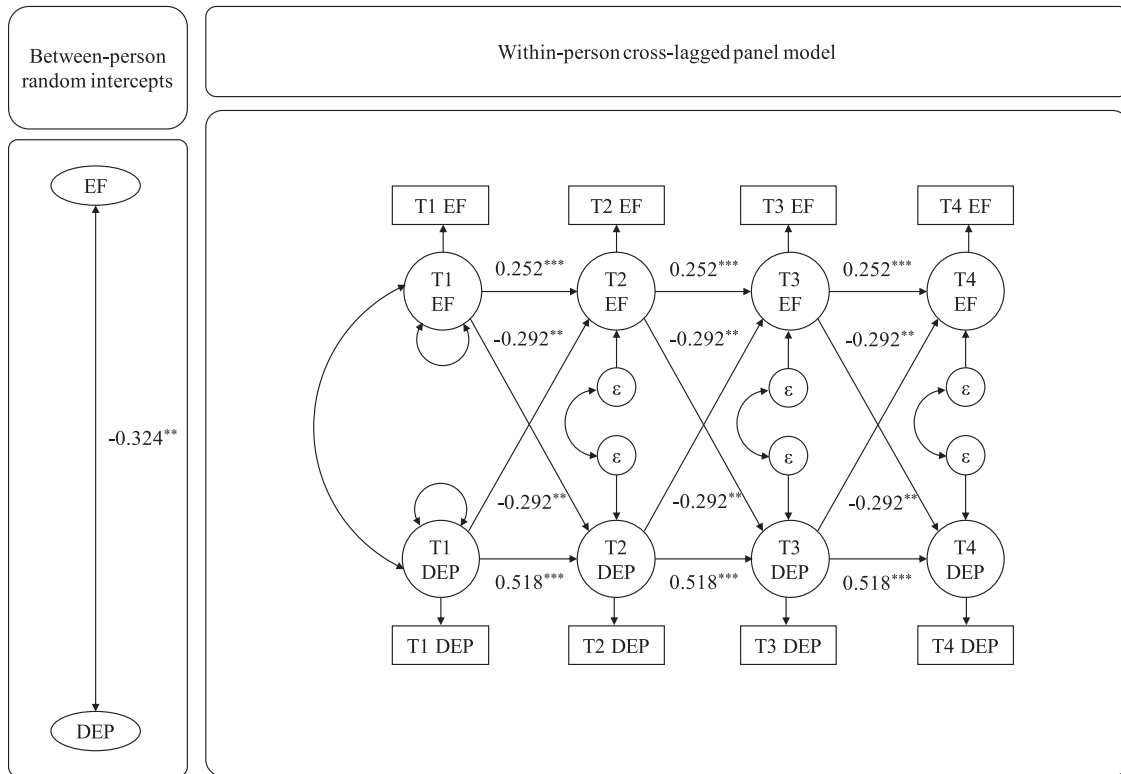 Between-person
random intercepts
Within-person cross-lagged panel model
EF
-0.324**
DEP
T1 EF
T2 EF
T3 EF
T4 EF
0.252***
0.252***
0.252***
T1
EF
T2
EF
T3
EF
T4
EF
-0.292**
-0.292**
-0.292**
ε
ε
ε
ε
ε
ε
-0.292**
-0.292**
-0.292**
T1
DEP
T2
DEP
T3
DEP
T4
DEP
0.518***
0.518***
0.518***
T1 DEP
T2 DEP
T3 DEP
T4 DEP